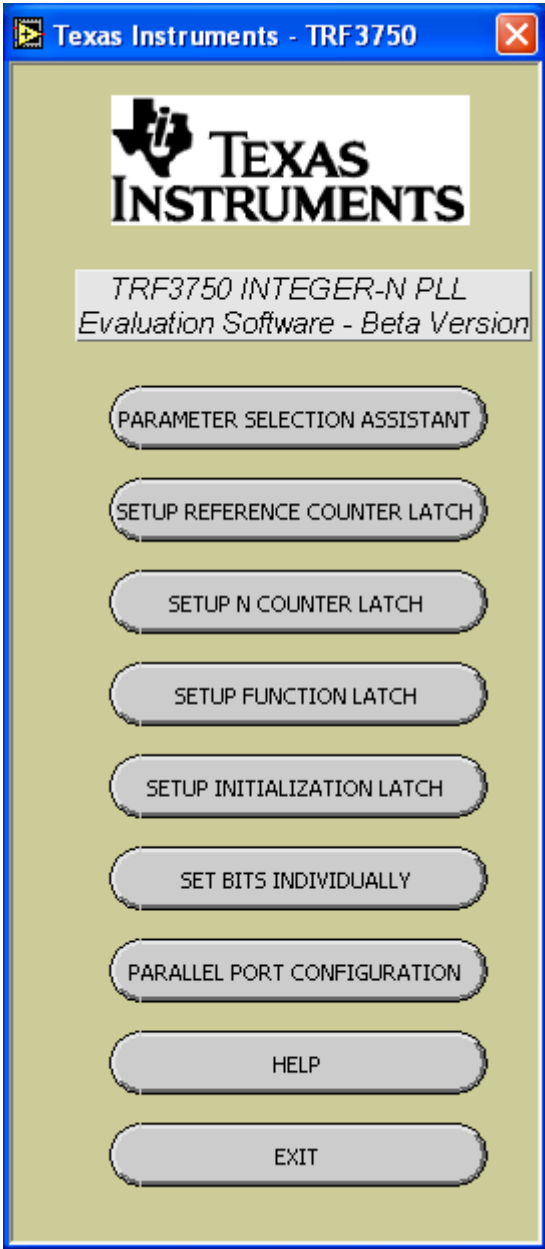 Texas Instruments - TRF3750
TEXAS
INSTRUMENTS
TRF3750 INTEGER-N PLL
Evaluation Software - Beta Version
PARAMETER SELECTION ASSISTANT
SETUP REFERENCE COUNTER LATCH
SETUP N COUNTER LATCH
SETUP FUNCTION LATCH
SETUP INITIALIZATION LATCH
SET BITS INDIVIDUALLY
PARALLEL PORT CONFIGURATION
HELP
EXIT